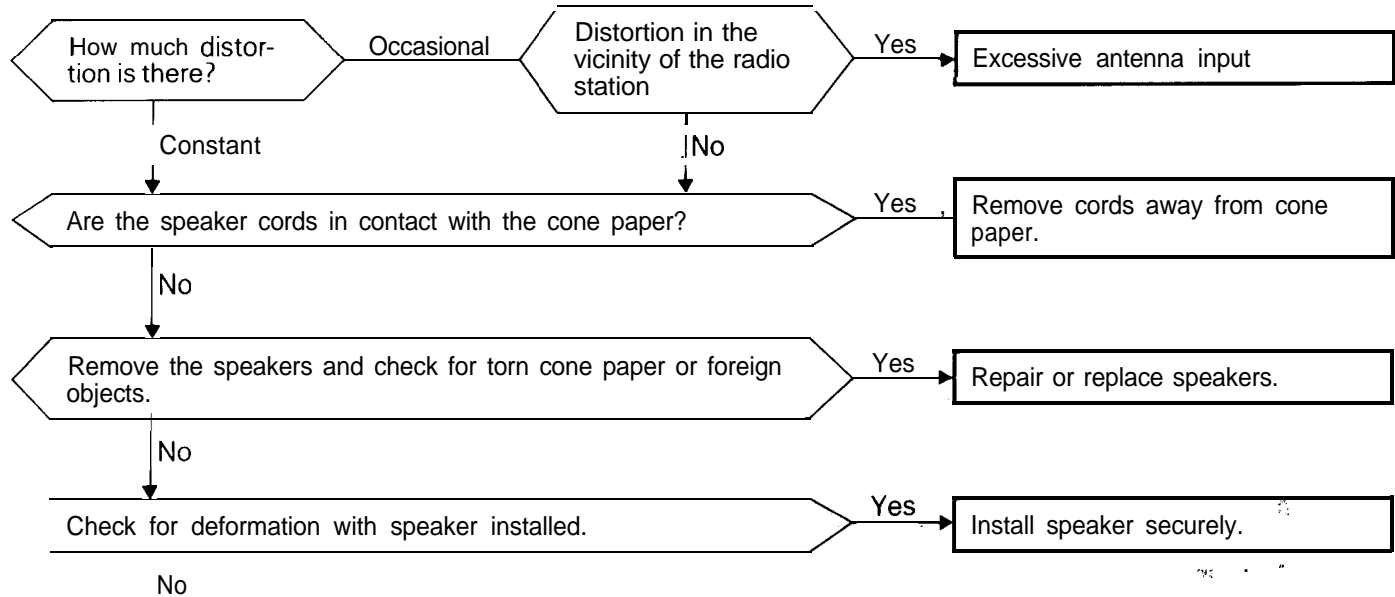 How much distor-
tion is there?
Occasional
Distortion in the
vicinity of the radio
station
Yes
Excessive antenna input
Constant
No
Are the speaker cords in contact with the cone paper?
Yes
Remove cords away from cone
paper.
No
Remove the speakers and check for torn cone paper or foreign
objects.
Yes
Repair or replace speakers.
No
Check for deformation with speaker installed.
Yes
Install speaker securely.
No